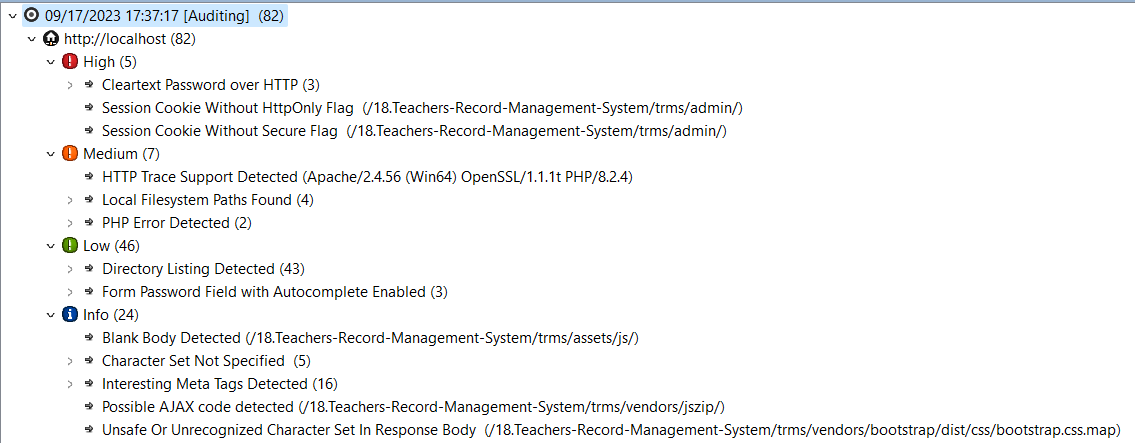 09/17/2023 17:37:17 [Auditing] (82)
http://localhost (82)
High (5)
Cleartext Password over HTTP (3)
Session Cookie Without HttpOnly Flag (/18.Teachers-Record-Management-System/trms/admin/)
Session Cookie Without Secure Flag (/18.Teachers-Record-Management-System/trms/admin/)
Medium (7)
HTTP Trace Support Detected (Apache/2.4.56 (Win64) OpenSSL/1.1.1t PHP/8.2.4)
Local Filesystem Paths Found (4)
PHP Error Detected (2)
Low (46)
Directory Listing Detected (43)
Form Password Field with Autocomplete Enabled (3)
Info (24)
Blank Body Detected (/18.Teachers-Record-Management-System/trms/assets/js/)
Character Set Not Specified (5)
Interesting Meta Tags Detected (16)
Possible AJAX code detected (/18.Teachers-Record-Management-System/trms/vendors/jszip/)
Unsafe Or Unrecognized Character Set In Response Body (/18.Teachers-Record-Management-System/trms/vendors/bootstrap/dist/css/bootstrap.css.map)